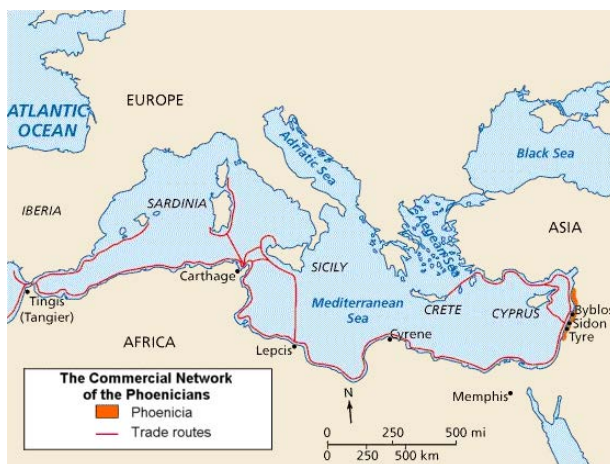 EUROPE
ATLANTIC
OCEAN
Adriatic Sea
Black Sea
SARDINIA
IBERIA
Aegean Sea
ASIA
SICILY
Carthage
Tingis
(Tangier)
Mediterranean
Sea
CRETE
CYPRUS
Byblos
Sidon
Tyre
AFRICA
Lepcis
Cyrene
Memphis
The Commercial Network
of the Phoenicians
Phoenicia
Trade routes
N
0 250 500 mi
0 250 500 km